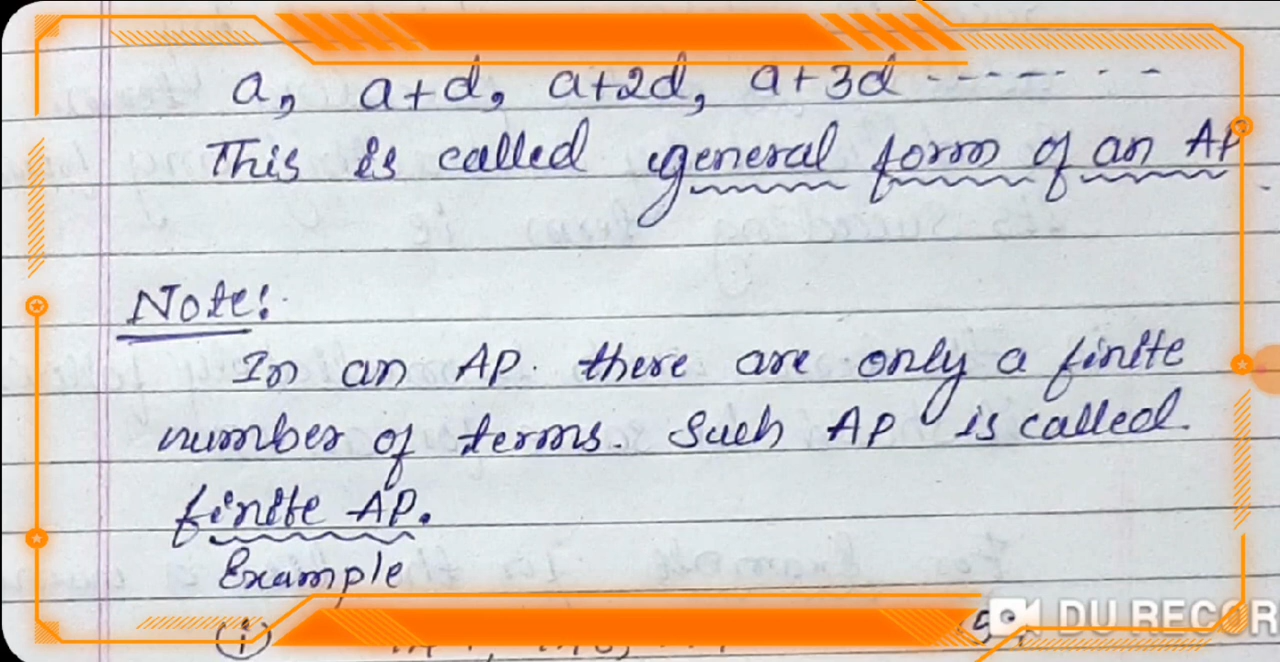 a, a+d, a+2d, a+3d - - - - - - -
This is called general form of an AP
Note:
In an AP. there are only a finite
number of terms. Such AP is called.
finite AP.
Example
(i)
DU RECOR